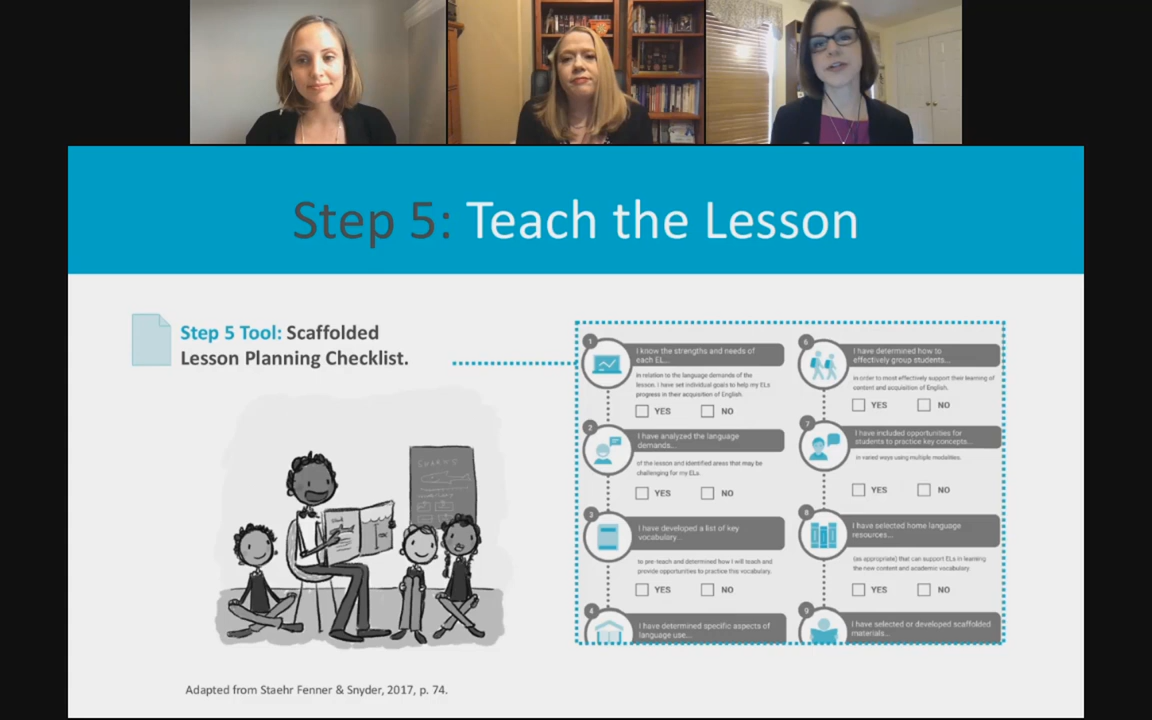 Step 5: Teach the Lesson
Step 5 Tool: Scaffolded
Lesson Planning Checklist.
1
I know the strengths and needs of
each EL...
in relation to the language demands of the
lesson. I have set individual goals to help my ELs
progress in their acquisition of English.
YES NO
2
I have analyzed the language
demands...
of the lesson and identified areas that may be
challenging for my ELs.
YES NO
3
I have developed a list of key
vocabulary...
to pre-teach and determined how I will teach and
provide opportunities to practice this vocabulary.
YES NO
4
I have determined specific aspects of
language use...
6
I have determined how to
effectively group students...
in order to most effectively support their learning of
content and acquisition of English.
YES NO
7
I have included opportunities for
students to practice key concepts...
in varied ways using multiple modalities.
YES NO
8
I have selected home language
resources...
(as appropriate) that can support ELs in learning
the new content and academic vocabulary
YES NO
9
I have selected or developed scaffolded
materials...
SHARKS
Adapted from Staehr Fenner & Snyder, 2017, p. 74.